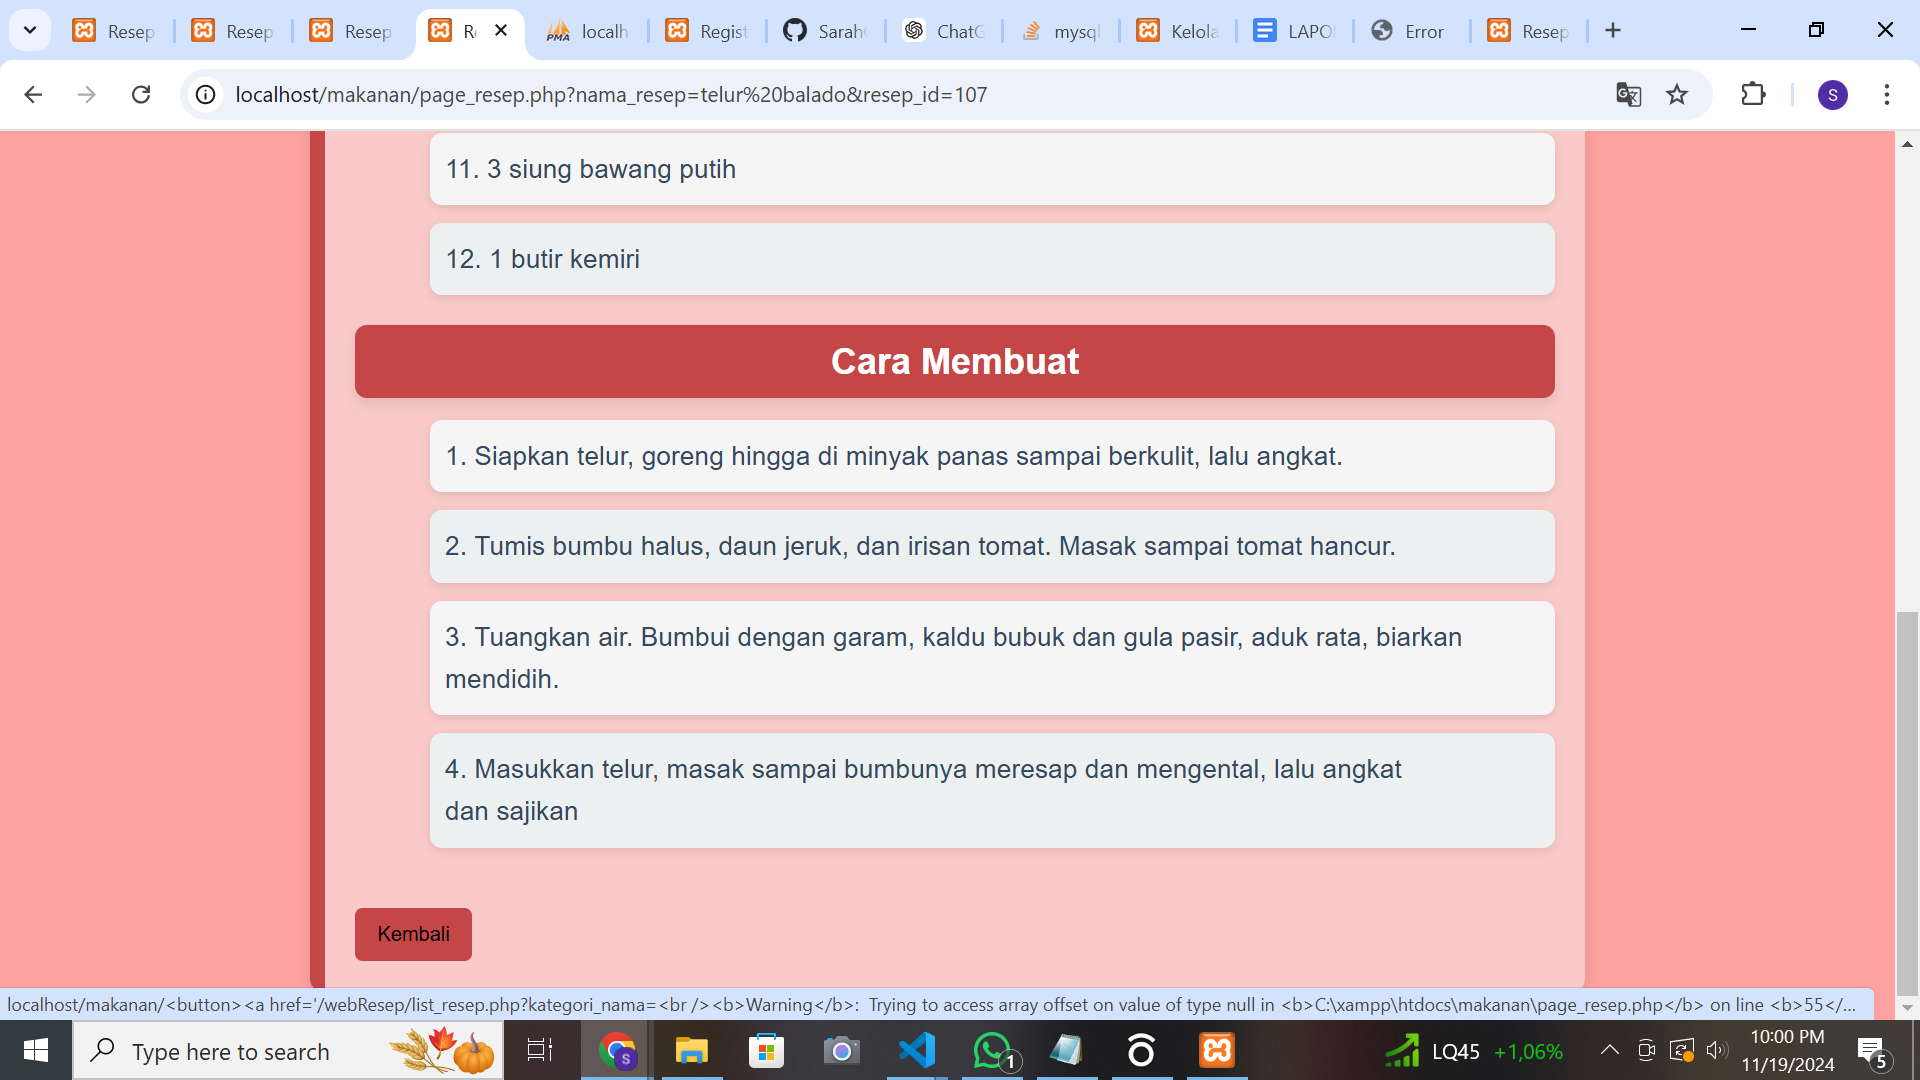 Resep
Resep
Resep
Re
localh
Regist
Sarah
ChatG
mysql
Kelola
LAPO
Error
Resep
localhost/makanan/page_resep.php?nama_resep=telur%20balado&resep_id=107
S
11. 3 siung bawang putih
12. 1 butir kemiri
Cara Membuat
1. Siapkan telur, goreng hingga di minyak panas sampai berkulit, lalu angkat.
2. Tumis bumbu halus, daun jeruk, dan irisan tomat. Masak sampai tomat hancur.
3. Tuangkan air. Bumbui dengan garam, kaldu bubuk dan gula pasir, aduk rata, biarkan
mendidih.
4. Masukkan telur, masak sampai bumbunya meresap dan mengental, lalu angkat
dan sajikan
Kembali
localhost/makanan/<button><a href='/webResep/list_resep.php?kategori_nama=<br /><b>Warning</b>:  Trying to access array offset on value of type null in <b>C:\xampp\htdocs\makanan\page_resep.php</b> on line <b>55</...
Type here to search
S
1
LQ45 +1,06%
10:00 PM
11/19/2024
5